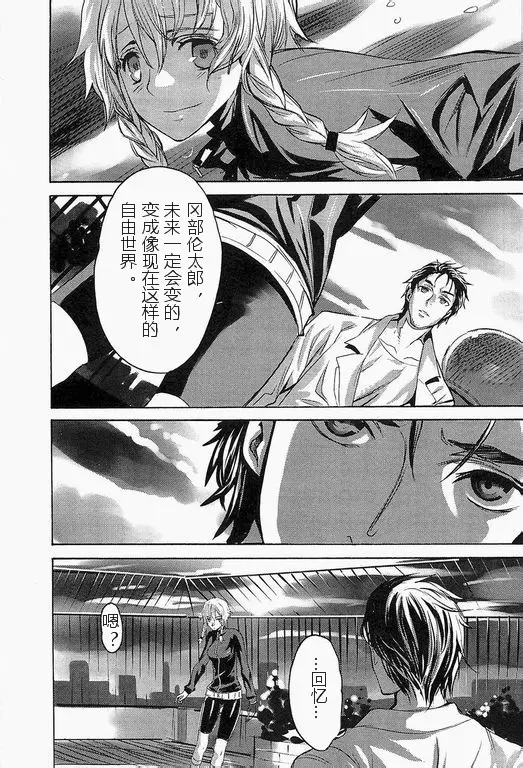 冈部伦太郎，
未来一定会变的，
变成像现在这样的
自由世界。
…回忆…
嗯？